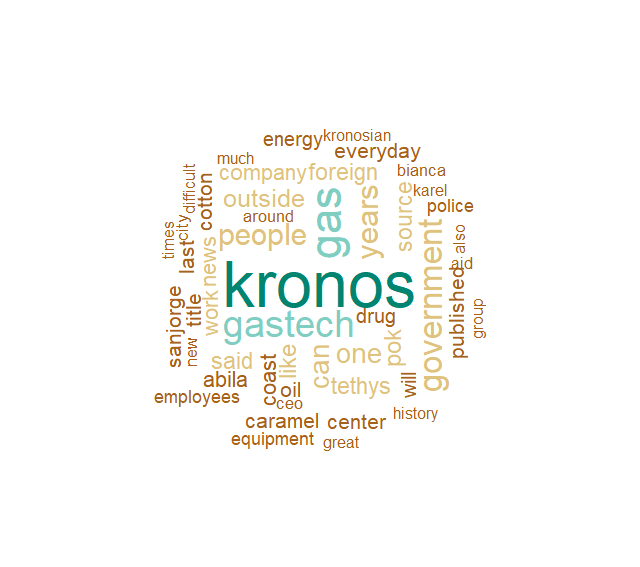 energy
kronosian
much
everyday
company
foreign
bianca
difficult
cotton
outside
karel
around
gas
years
source
police
people
times
city
last
news
also
aid
kronos
government
published
group
sanjorge
title
work
gastech
drug
new
said
like
can
one
pok
tethys
abila
coast
oil
will
employees
ceo
caramel
center
history
equipment
great